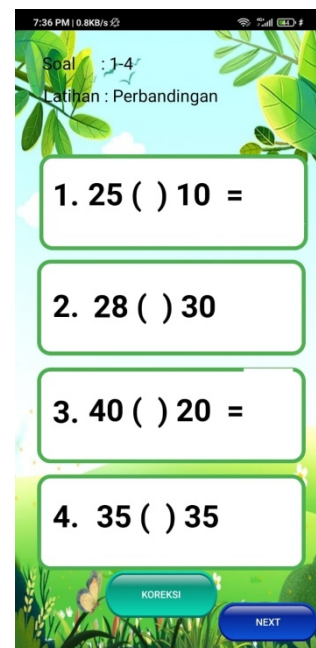 7:36 PM | 0.8KB/s
Soal : 1-4
Latihan : Perbandingan
1. 25 ( ) 10 =
2. 28 ( ) 30
3. 40 ( ) 20 =
4. 35 ( ) 35
KOREKSI
NEXT